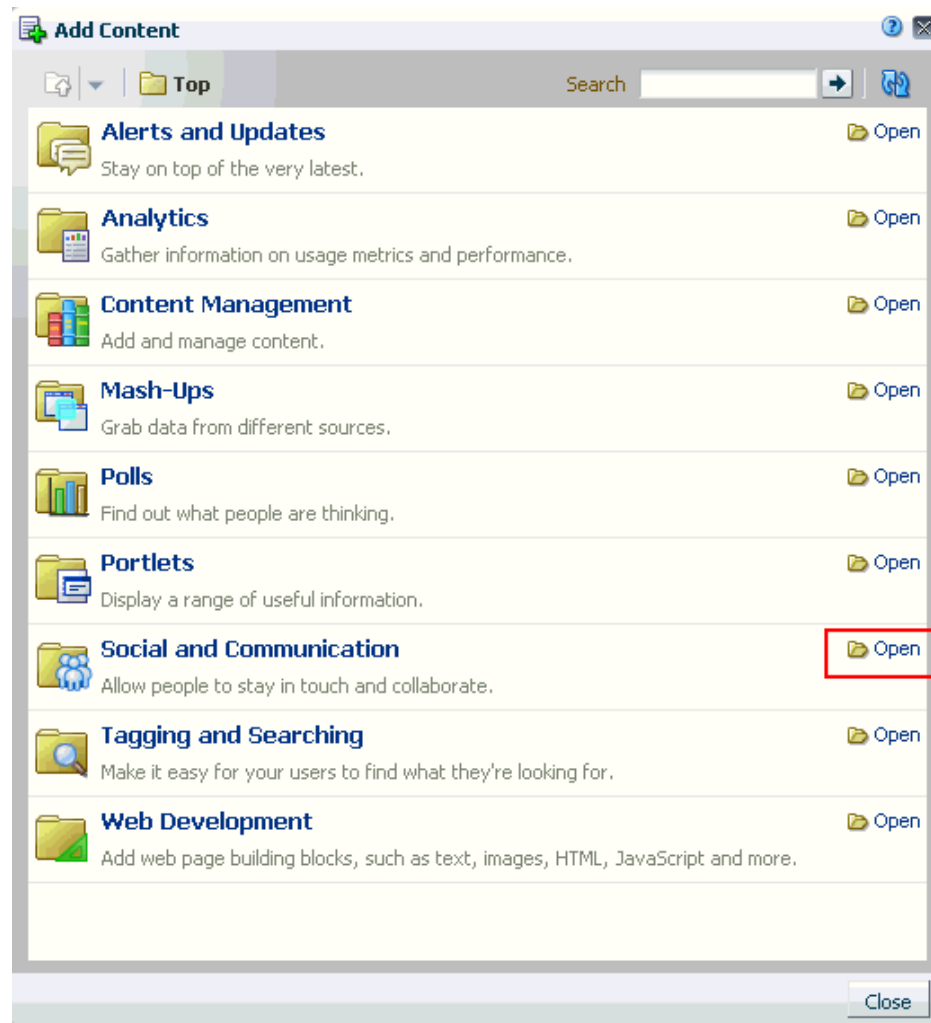 Add Content
Top Search
Alerts and Updates Open
Stay on top of the very latest.
Analytics Open
Gather information on usage metrics and performance.
Content Management Open
Add and manage content.
Mash-Ups Open
Grab data from different sources.
Polls Open
Find out what people are thinking.
Portlets Open
Display a range of useful information.
Social and Communication Open
Allow people to stay in touch and collaborate.
Tagging and Searching Open
Make it easy for your users to find what they're looking for.
Web Development Open
Add web page building blocks, such as text, images, HTML, JavaScript and more.
Close